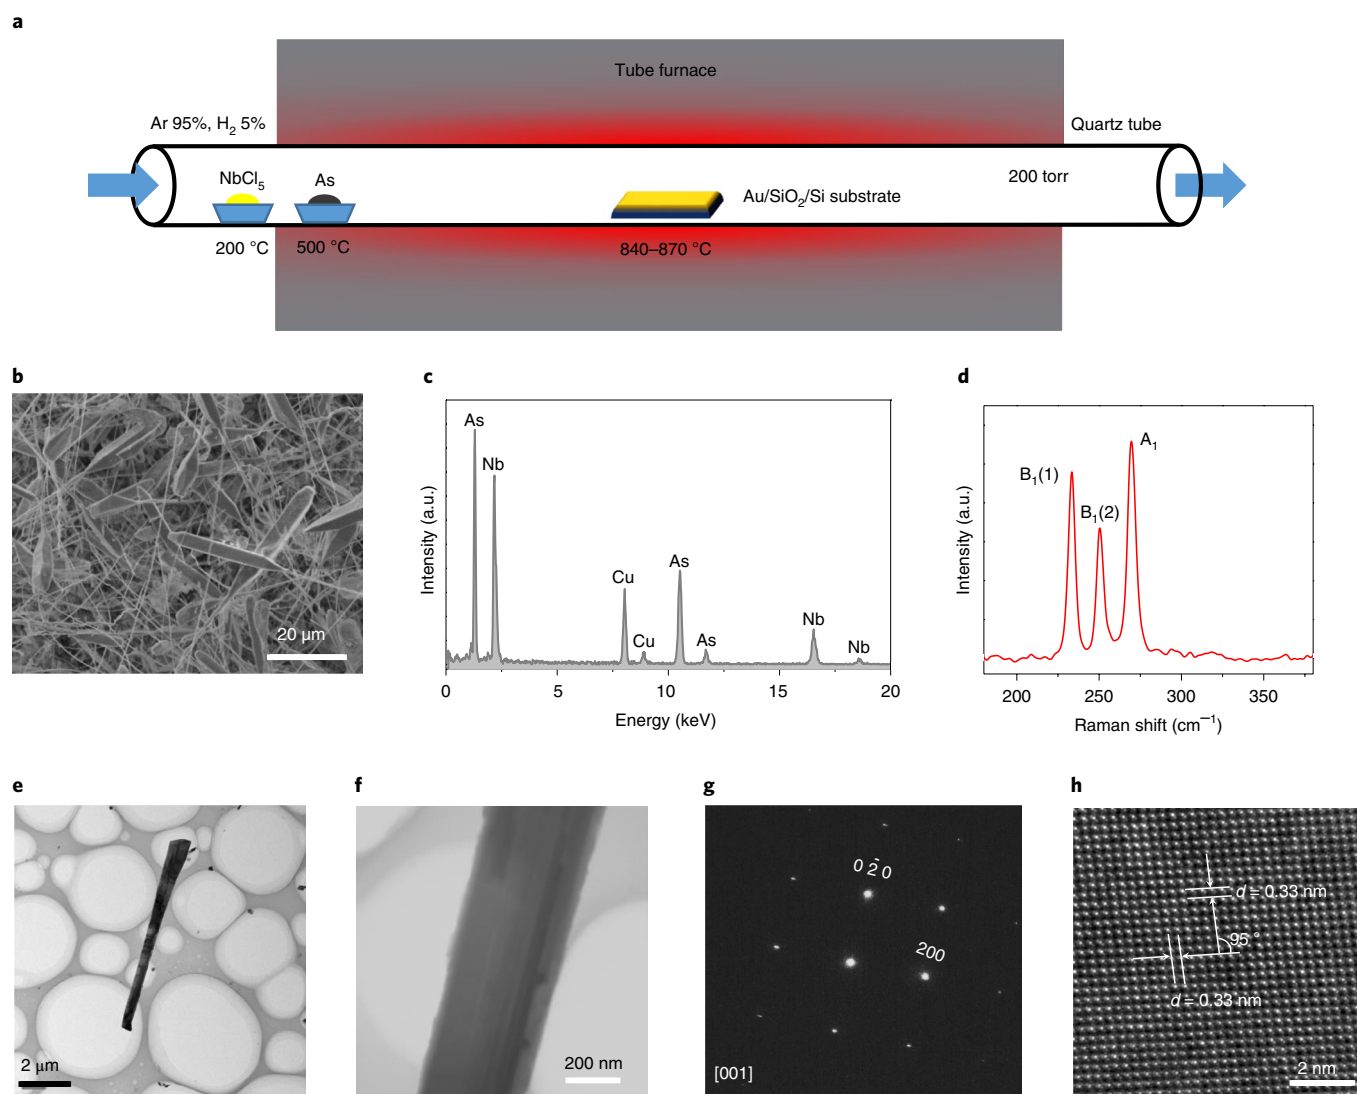 a
Tube furnace
Ar 95%, H₂ 5%
Quartz tube
NbCl₅
As
200 torr
Au/SiO₂/Si substrate
200 °C
500 °C
840–870 °C
b
20 μm
c
As
Nb
Cu
Cu
As
As
Nb
Nb
Intensity (a.u.)
0
5
10
15
20
Energy (keV)
d
A₁
B₁(1)
B₁(2)
Intensity (a.u.)
200
250
300
350
Raman shift (cm⁻¹)
e
2 μm
f
200 nm
g
0 2̄ 0
200
[001]
h
d = 0.33 nm
95 °
d = 0.33 nm
2 nm